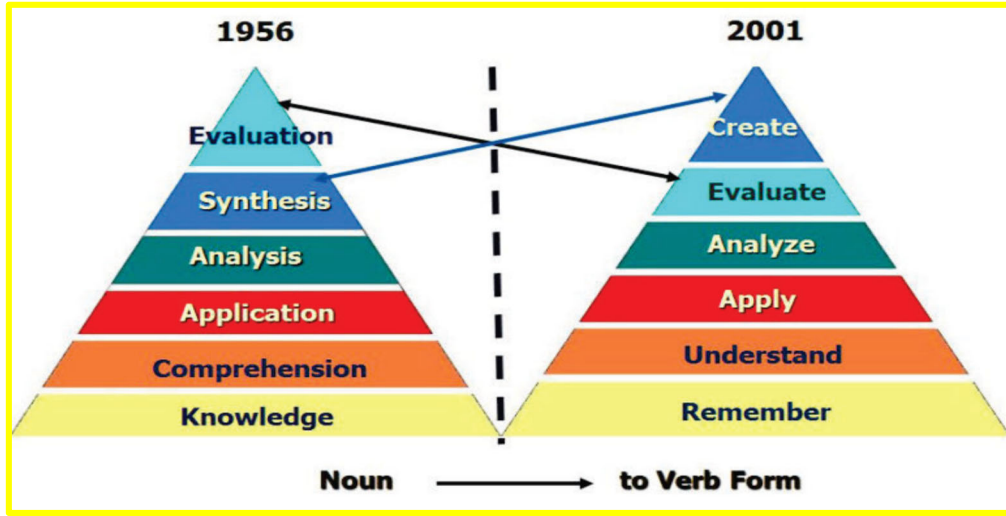 1956
2001
Evaluation
Create
Synthesis
Evaluate
Analysis
Analyze
Application
Apply
Comprehension
Understand
Knowledge
Remember
Noun to Verb Form